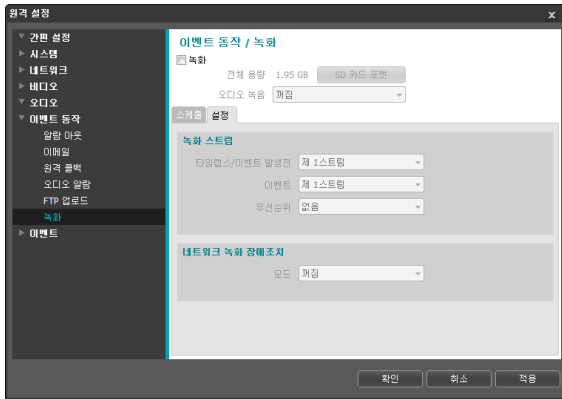 원격 설정
x
간편 설정
시스템
네트워크
비디오
오디오
이벤트 동작
알람 아웃
이메일
원격 콜백
오디오 알람
FTP 업로드
녹화
이벤트
이벤트 동작 / 녹화
녹화
전체 용량 1.95 GB SD 카드 포맷
오디오 녹음 꺼짐
스케줄 설정
녹화 스트림
타임랩스/이벤트 발생전 제 1스트림
이벤트 제 1스트림
우선순위 없음
네트워크 녹화 장애조치
모드 꺼짐
확인 취소 적용